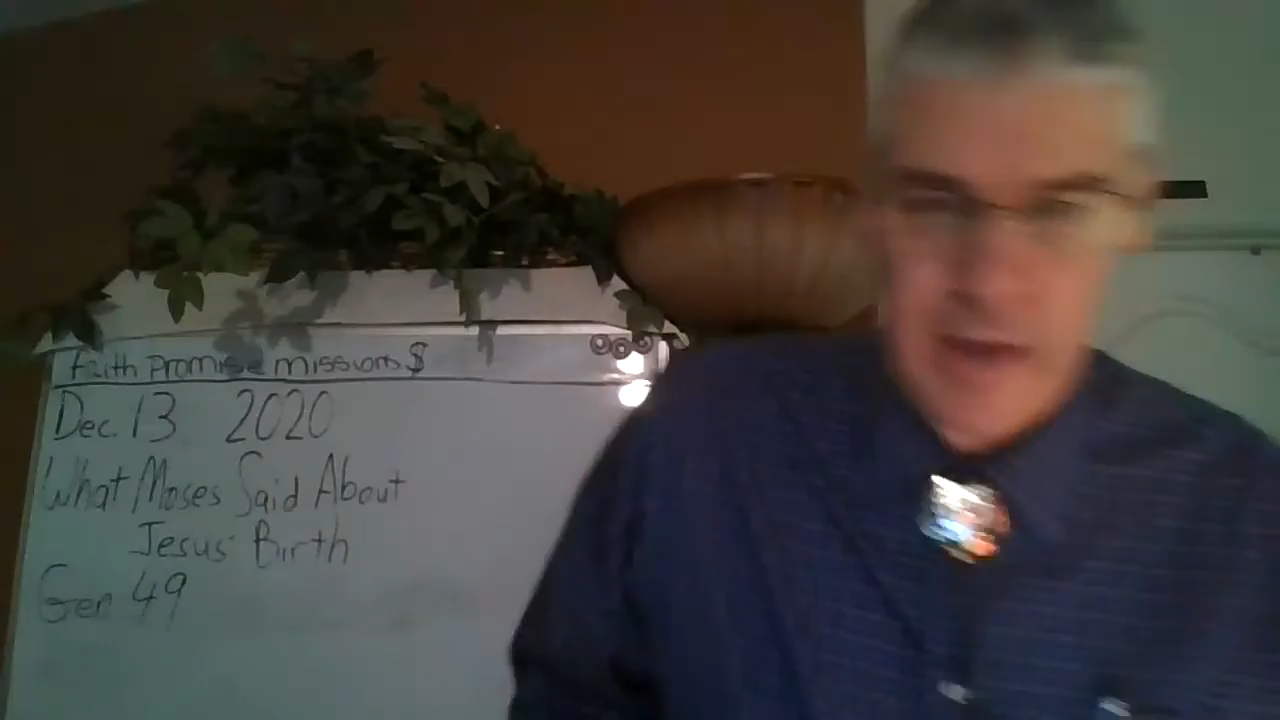 Faith promise missions $
Dec. 13 2020
What Moses Said About
Jesus' Birth
Gen 49